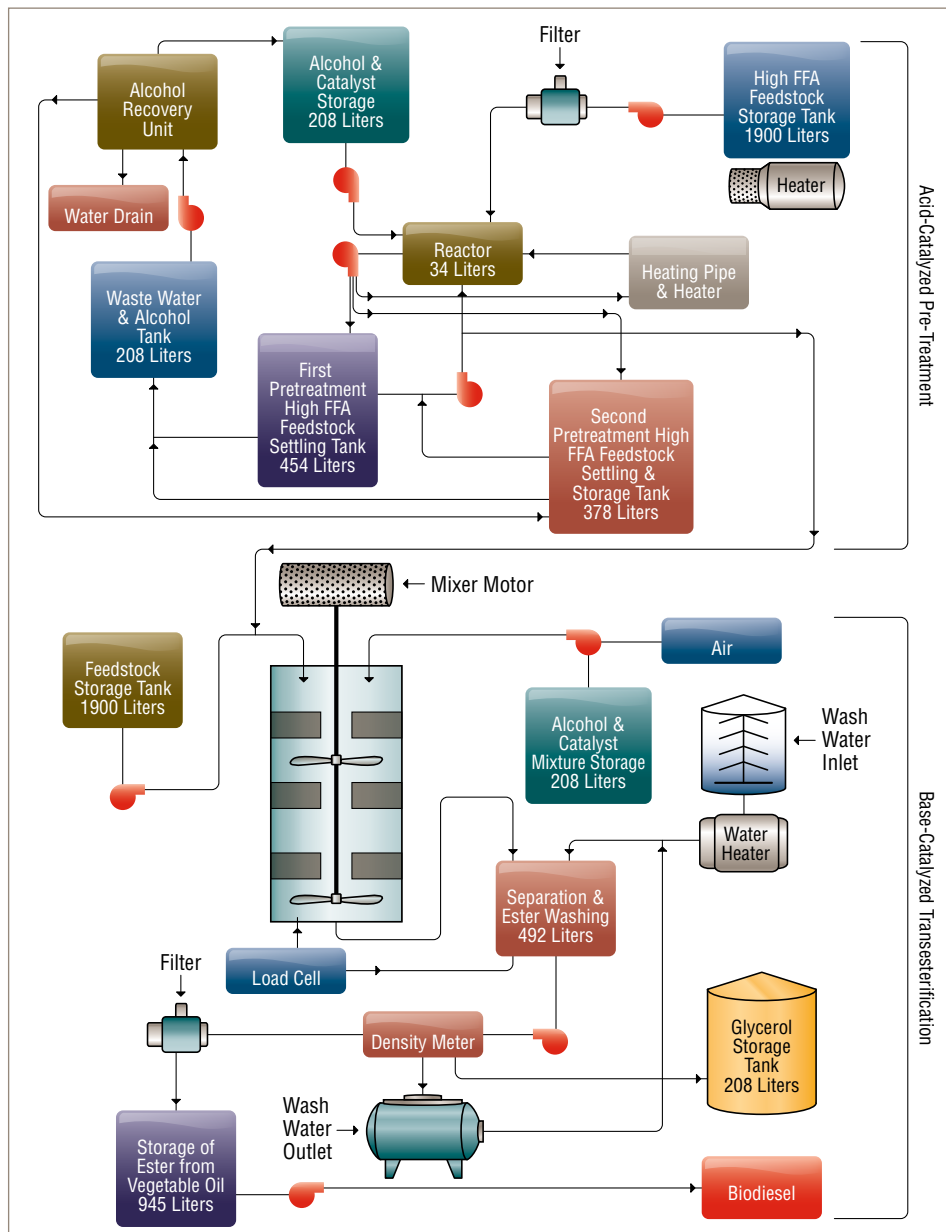 Filter
Alcohol &
Catalyst
Storage
208 Liters
High FFA
Feedstock
Storage Tank
1900 Liters
Alcohol
Recovery
Unit
Heater
Water Drain
Reactor
34 Liters
Heating Pipe
& Heater
Waste Water
& Alcohol
Tank
208 Liters
First
Pretreatment
High FFA
Feedstock
Settling Tank
454 Liters
Second
Pretreatment High
FFA Feedstock
Settling &
Storage Tank
378 Liters
Acid-Catalyzed Pre-Treatment
Mixer Motor
Feedstock
Storage Tank
1900 Liters
Air
Alcohol &
Catalyst
Mixture Storage
208 Liters
Wash
Water
Inlet
Water
Heater
Separation &
Ester Washing
492 Liters
Load Cell
Filter
Density Meter
Glycerol
Storage
Tank
208 Liters
Wash
Water
Outlet
Storage of
Ester from
Vegetable Oil
945 Liters
Biodiesel
Base-Catalyzed Transesterification